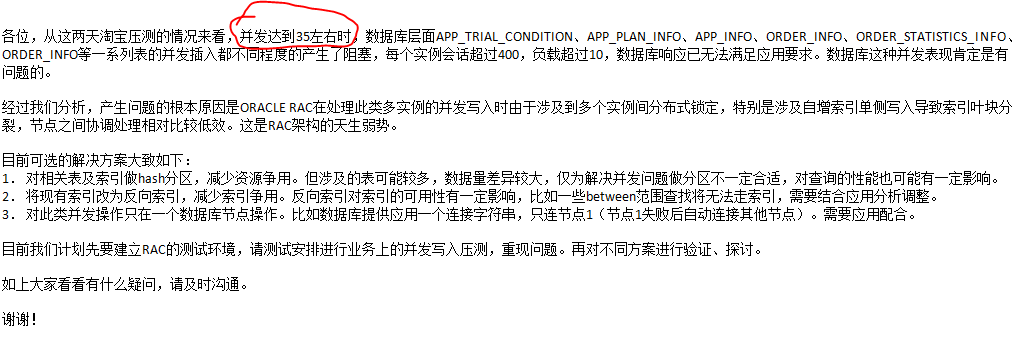 各位，从这两天淘宝压测的情况来看，并发达到35左右时，数据库层面APP_TRIAL_CONDITION、APP_PLAN_INFO、APP_INFO、ORDER_INFO、ORDER_STATISTICS_INFO、
ORDER_INFO等一系列表的并发插入都不同程度的产生了阻塞，每个实例会话超过400，负载超过10，数据库响应已无法满足应用要求。数据库这种并发表现肯定是有
问题的。
经过我们分析，产生问题的根本原因是ORACLE RAC在处理此类多实例的并发写入时由于涉及到多个实例间分布式锁定，特别是涉及自增索引单侧写入导致索引叶块分
裂，节点之间协调处理相对比较低效。这是RAC架构的天生弱势。
目前可选的解决方案大致如下：
1. 对相关表及索引做hash分区，减少资源争用。但涉及的表可能较多，数据量差异较大，仅为解决并发问题做分区不一定合适，对查询的性能也可能有一定影响。
2. 将现有索引改为反向索引，减少索引争用。反向索引对索引的可用性有一定影响，比如一些between范围查找将无法走索引，需要结合应用分析调整。
3. 对此类并发操作只在一个数据库节点操作。比如数据库提供应用一个连接字符串，只连节点1（节点1失败后自动连接其他节点）。需要应用配合。
目前我们计划先要建立RAC的测试环境，请测试安排进行业务上的并发写入压测，重现问题。再对不同方案进行验证、探讨。
如上大家看看有什么疑问，请及时沟通。
谢谢！